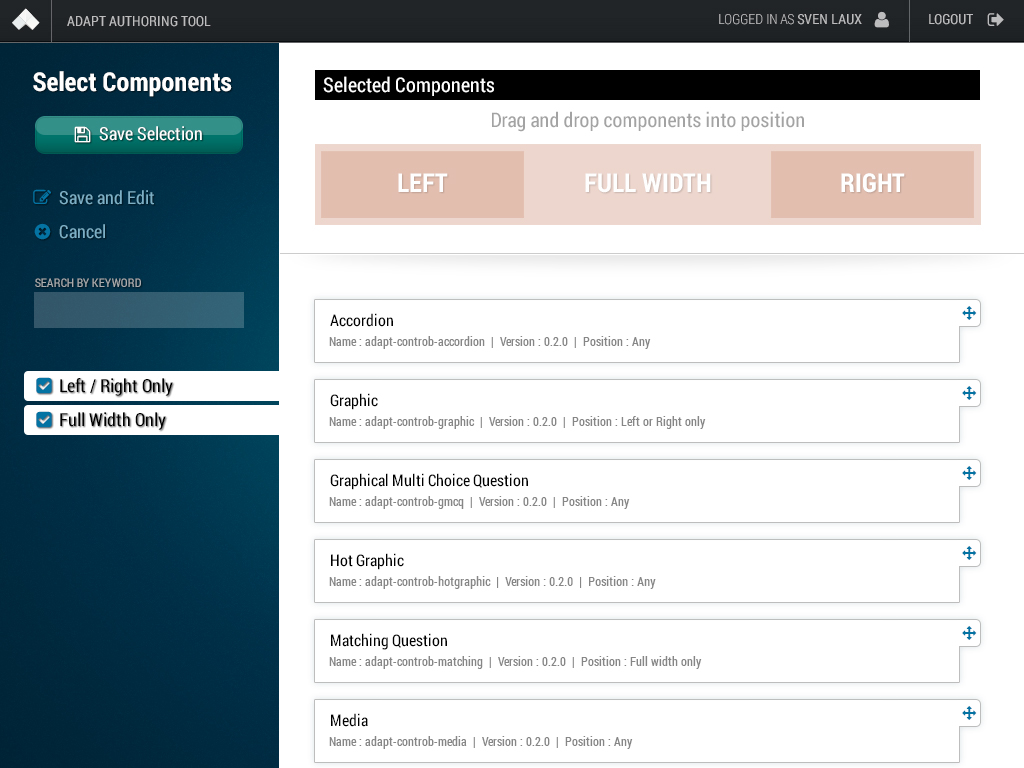 ADAPT AUTHORING TOOL
LOGGED IN AS SVEN LAUX
LOGOUT
Select Components
Save Selection
Save and Edit
Cancel
SEARCH BY KEYWORD
Left / Right Only
Full Width Only
Selected Components
Drag and drop components into position
LEFT
FULL WIDTH
RIGHT
Accordion
Name : adapt-controb-accordion | Version : 0.2.0 | Position : Any
Graphic
Name : adapt-controb-graphic | Version : 0.2.0 | Position : Left or Right only
Graphical Multi Choice Question
Name : adapt-controb-gmcq | Version : 0.2.0 | Position : Any
Hot Graphic
Name : adapt-controb-hotgraphic | Version : 0.2.0 | Position : Any
Matching Question
Name : adapt-controb-matching | Version : 0.2.0 | Position : Full width only
Media
Name : adapt-controb-media | Version : 0.2.0 | Position : Any